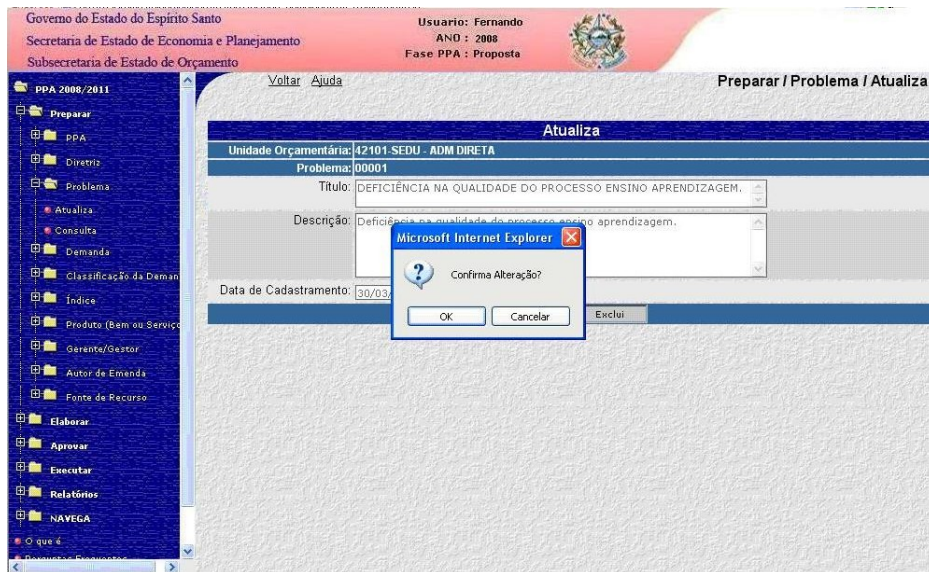 Governo do Estado do Espírito Santo
Secretaria de Estado de Economia e Planejamento
Subsecretaria de Estado de Orçamento
Usuario: Fernando
ANO : 2008
Fase PPA : Proposta
Voltar Ajuda
Preparar / Problema / Atualiza
PPA 2008/2011
Preparar
PPA
Diretriz
Problema
Atualiza
Consulta
Demanda
Classificação da Deman
Índice
Produto (Bem ou Serviço
Gerente/Gestor
Autor de Emenda
Fonte de Recurso
Elaborar
Aprovar
Executar
Relatórios
NAVEGA
O que é
Perguntas Frequentes
Atualiza
Unidade Orçamentária: 42101-SEDU - ADM DIRETA
Problema: 00001
Título: DEFICIÊNCIA NA QUALIDADE DO PROCESSO ENSINO APRENDIZAGEM.
Descrição: Deficiência na qualidade do processo ensino aprendizagem.
Data de Cadastramento: 30/03/
Exclui
Microsoft Internet Explorer
Confirma Alteração?
OK Cancelar